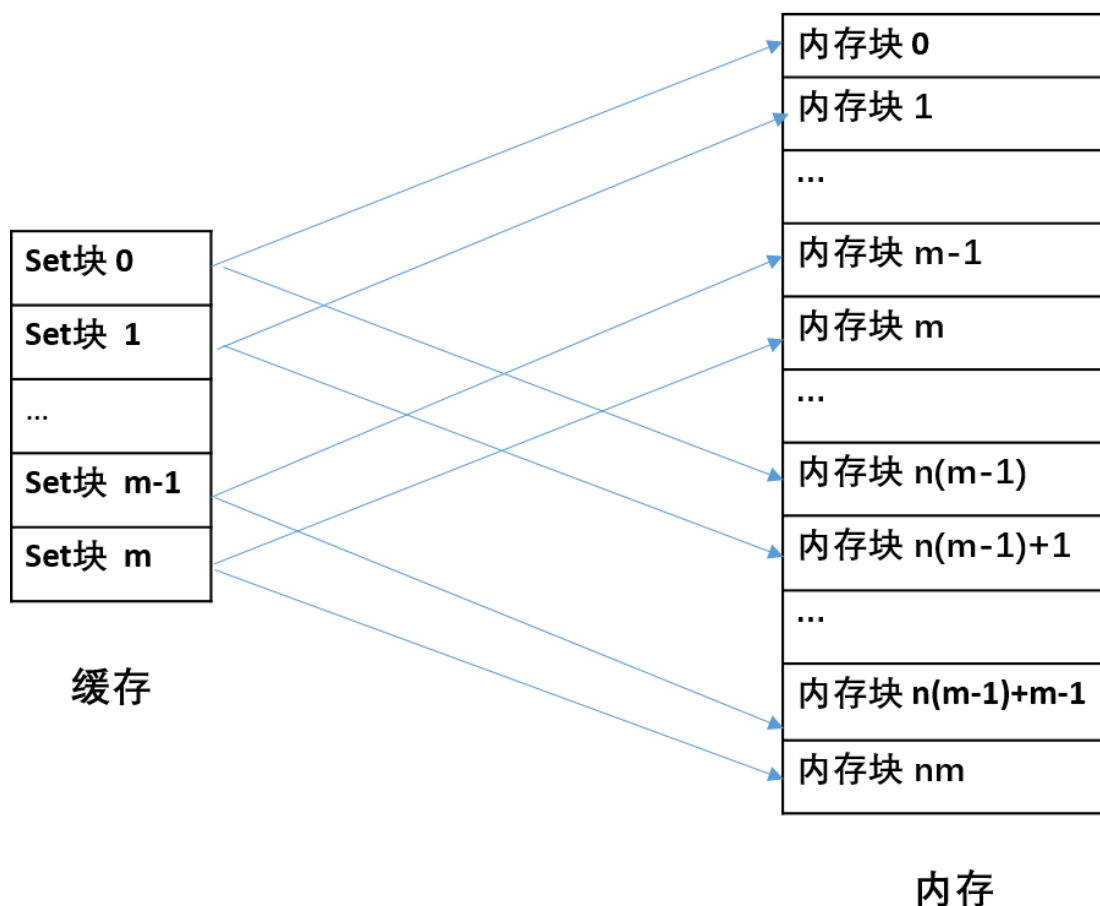 Set块 0
Set块 1
...
Set块 m-1
Set块 m
缓存
内存块 0
内存块 1
...
内存块 m-1
内存块 m
...
内存块 n(m-1)
内存块 n(m-1)+1
...
内存块 n(m-1)+m-1
内存块 nm
内存